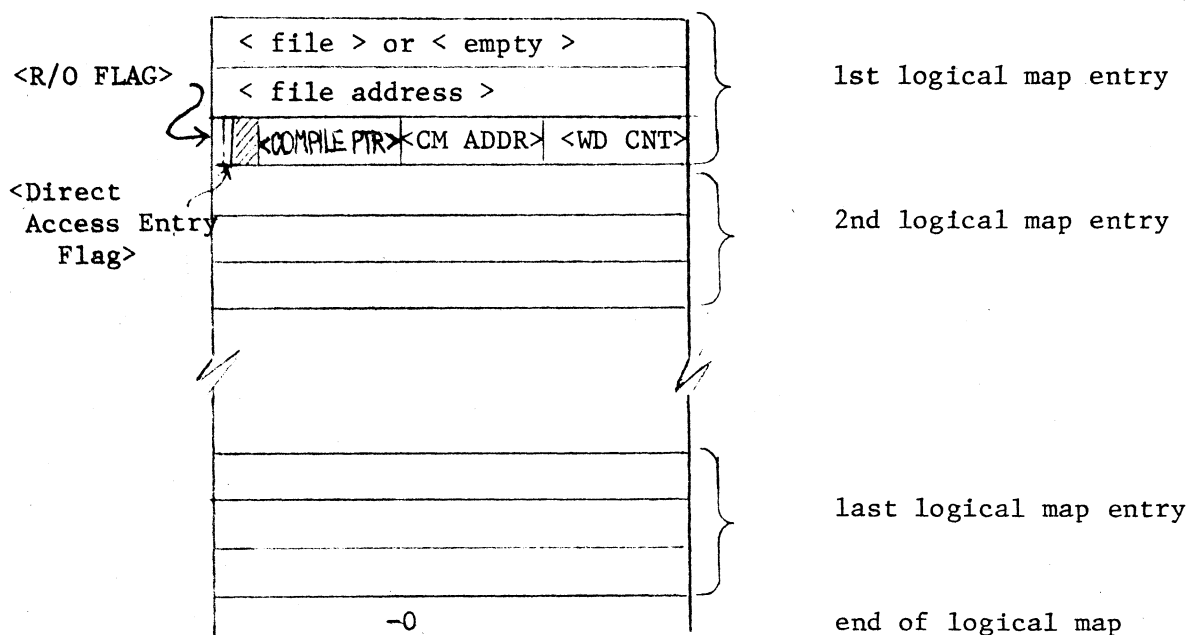 < file > or < empty >
<R/O FLAG>
< file address >
1st logical map entry
<COMPILE PTR>
<CM ADDR>
<WD CNT>
<Direct
Access Entry
Flag>
2nd logical map entry
last logical map entry
-0
end of logical map